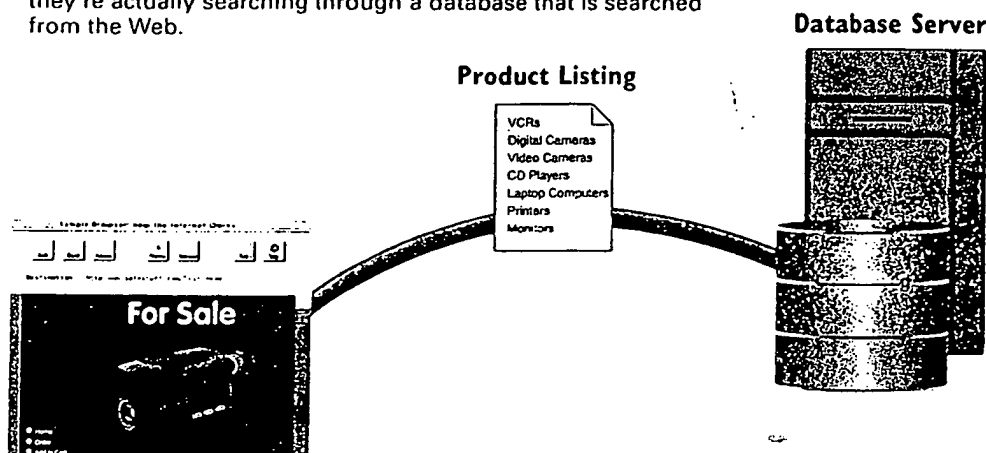 they're actually searching through a database that is searched
from the Web.
Database Server
Product Listing
VCRs
Digital Cameras
Video Cameras
CD Players
Laptop Computers
Printers
Monitors
For Sale
Home